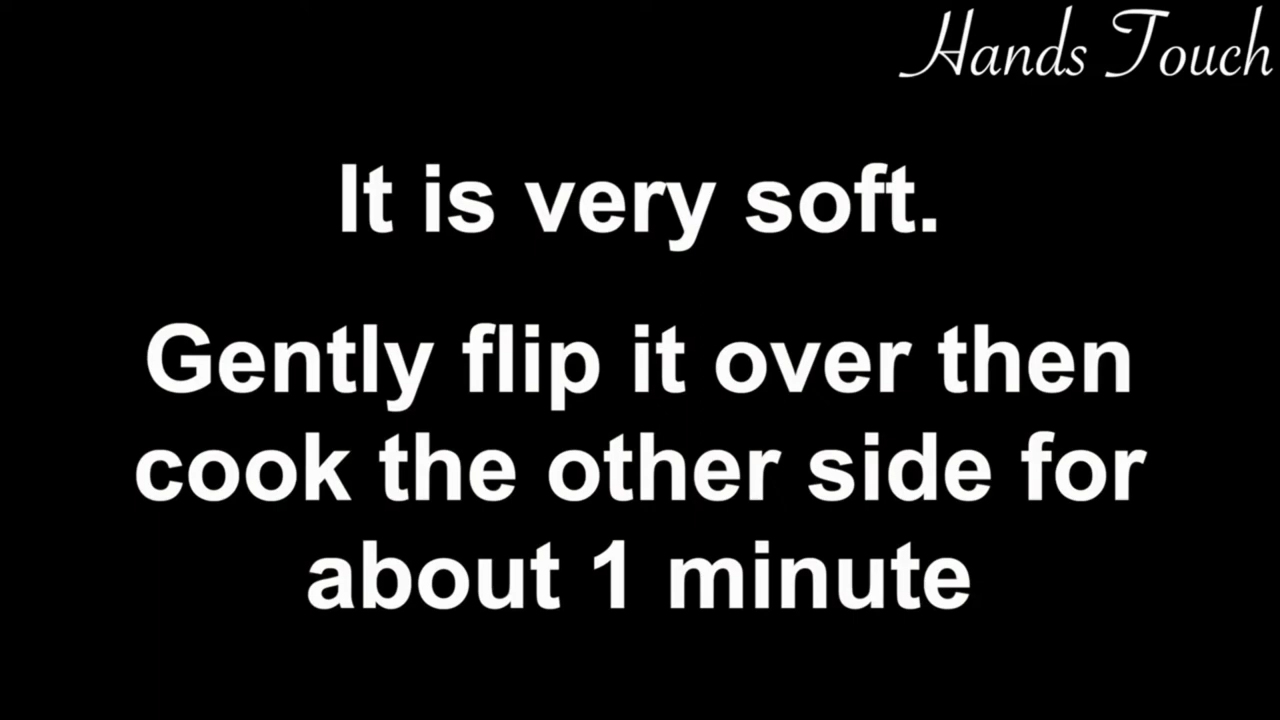 Hands Touch
It is very soft.
Gently flip it over then
cook the other side for
about 1 minute